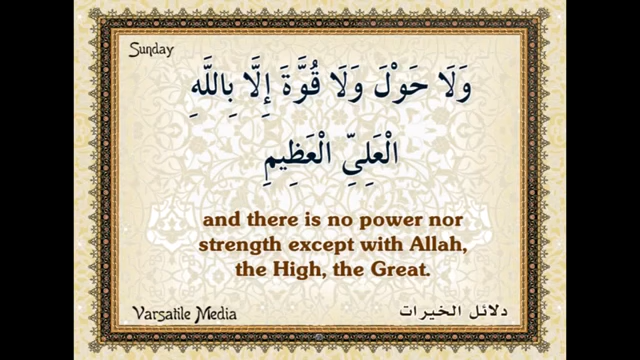 Sunday
وَلَا حَوْلَ وَلَا قُوَّةَ إِلَّا بِاللَّهِ
الْعَلِيِّ الْعَظِيمِ
and there is no power nor
strength except with Allah,
the High, the Great.
Varsatile Media
دلائل الخيرات